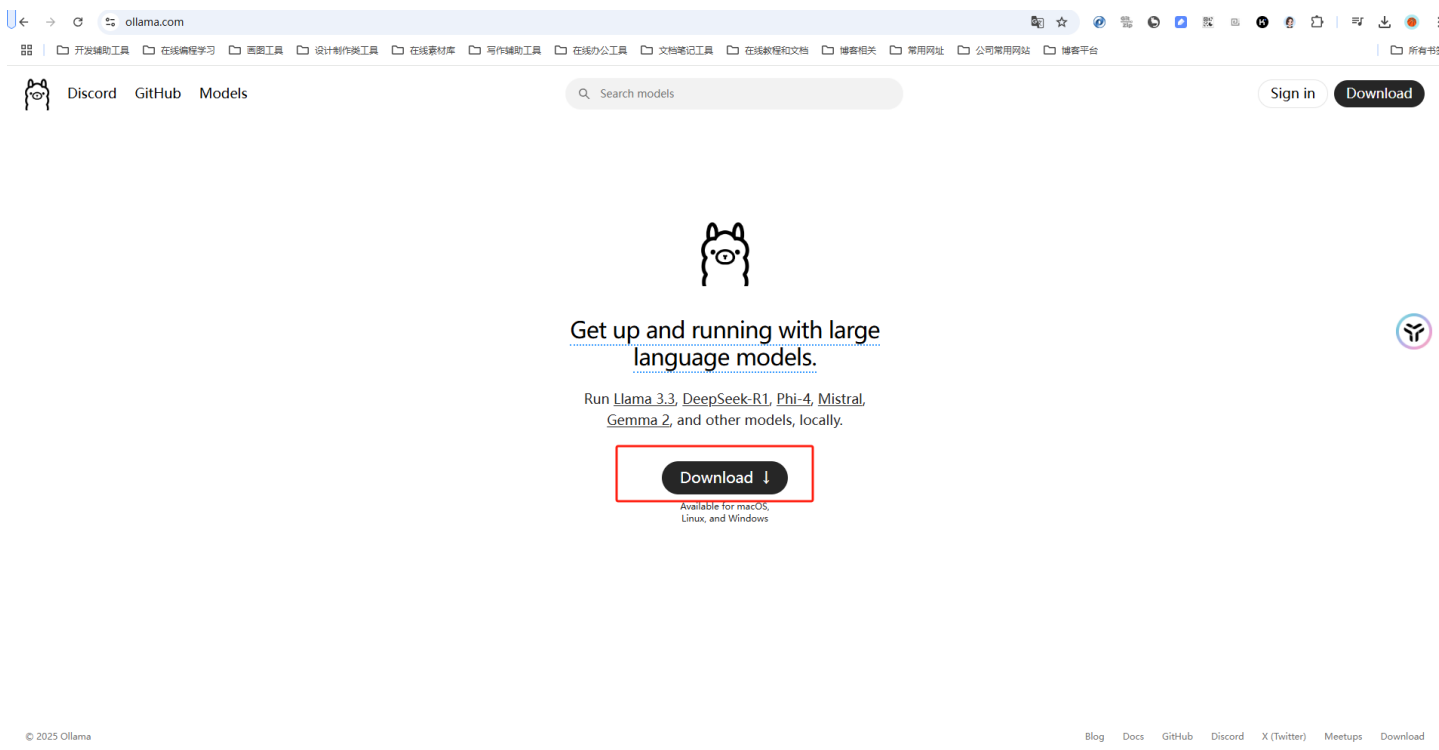 ollama.com
开发辅助工具 在线编程学习 画图工具 设计制作类工具 在线素材库 写作辅助工具 在线办公工具 文档笔记工具 在线教程和文档 博客相关 常用网址 公司常用网站 博客平台 所有书签
Discord GitHub Models Search models Sign in Download
Get up and running with large
language models.
Run Llama 3.3, DeepSeek-R1, Phi-4, Mistral,
Gemma 2, and other models, locally.
Download ↓
Available for macOS,
Linux, and Windows
© 2025 Ollama Blog Docs GitHub Discord X (Twitter) Meetups Download